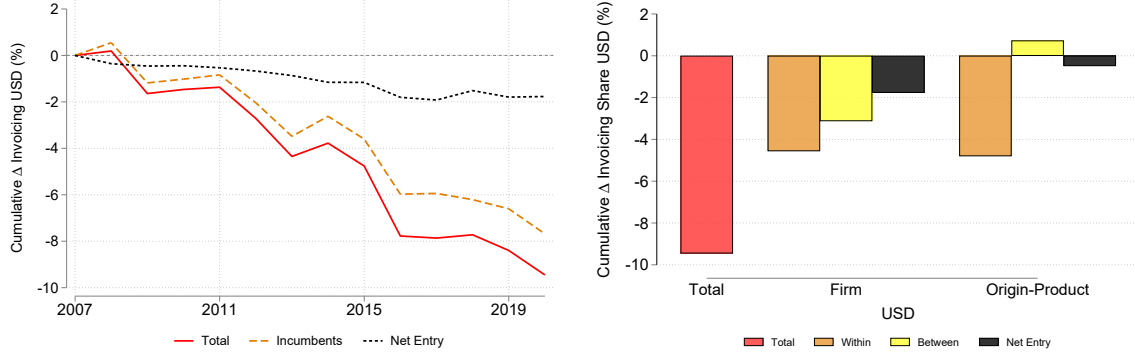 Cumulative Δ Invoicing USD (%)
2
0
-2
-4
-6
-8
-10
2007
2011
2015
2019
Total
Incumbents
Net Entry
Cumulative Δ Invoicing Share USD (%)
2
0
-2
-4
-6
-8
-10
Total
Firm
Origin-Product
USD
Total
Within
Between
Net Entry